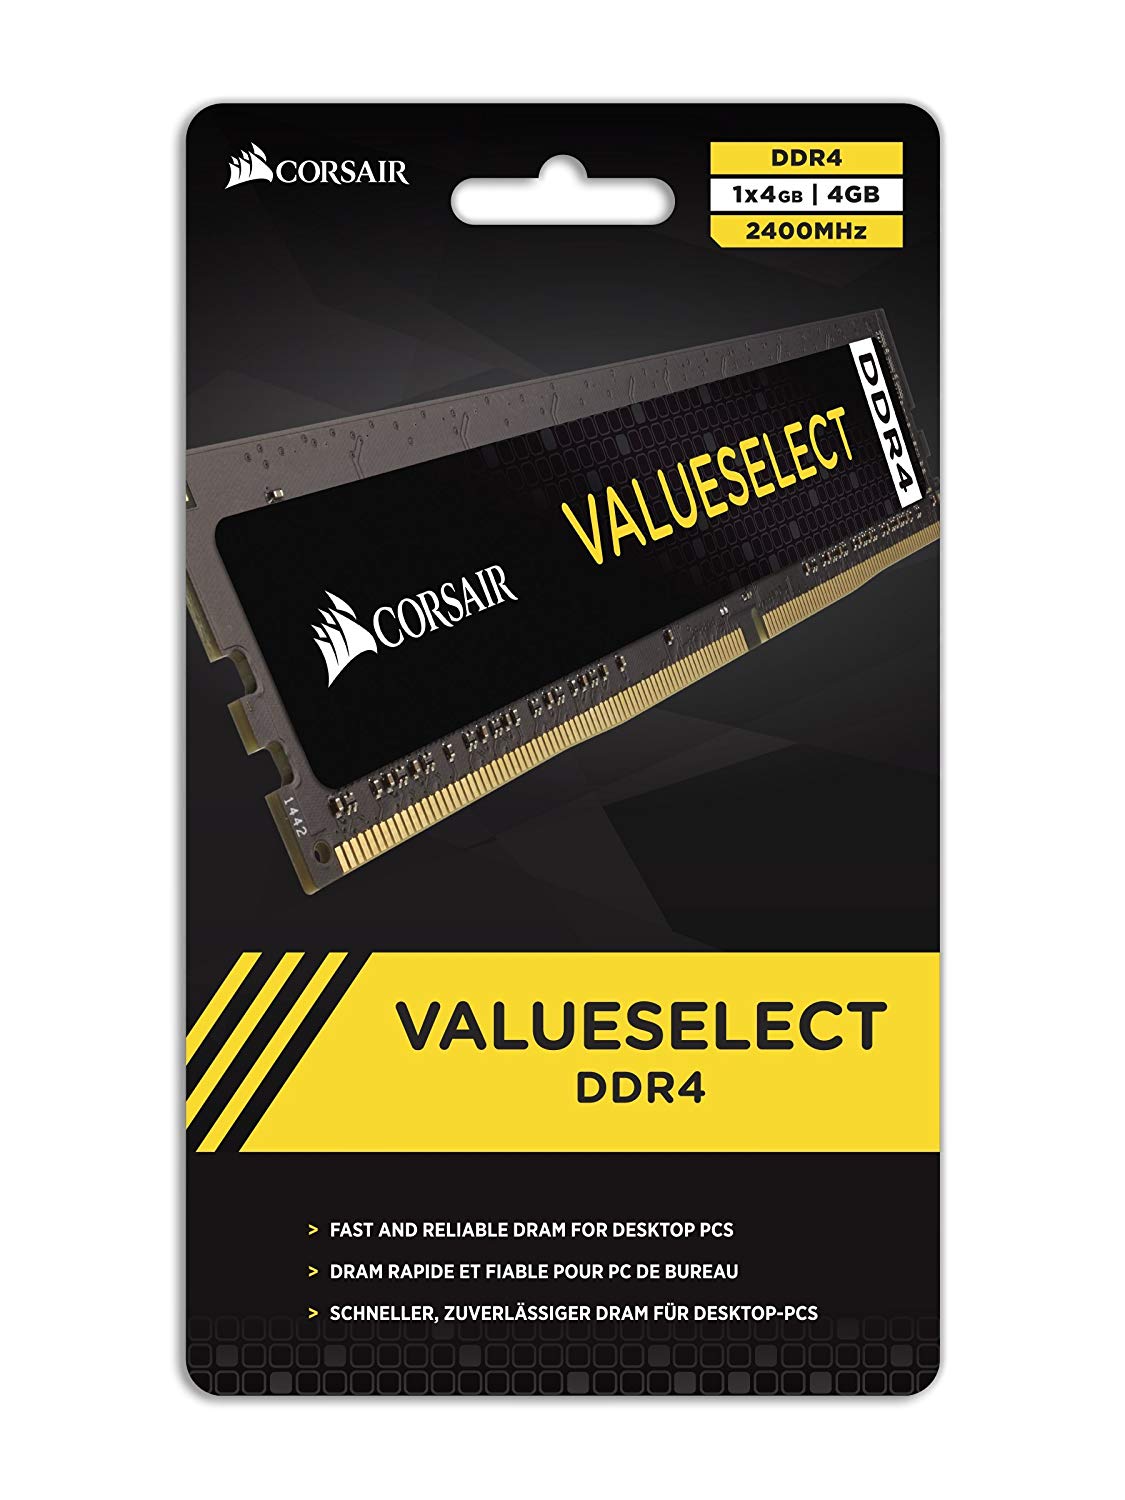 CORSAIR
DDR4
1x4GB | 4GB
2400MHz
DDR4
VALUESELECT
CORSAIR
1442
VALUESELECT
DDR4
> FAST AND RELIABLE DRAM FOR DESKTOP PCS
> DRAM RAPIDE ET FIABLE POUR PC DE BUREAU
> SCHNELLER, ZUVERLÄSSIGER DRAM FÜR DESKTOP-PCS